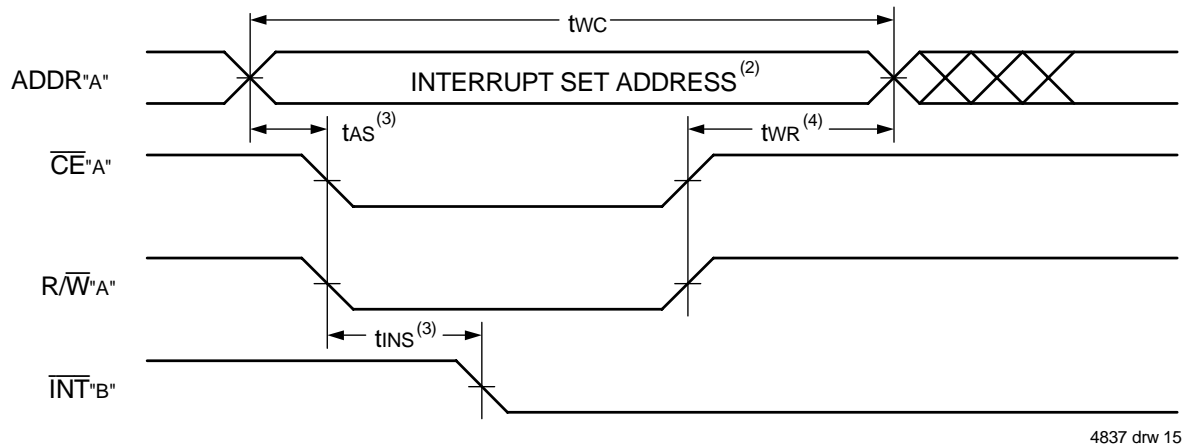 tWC
ADDR"A"
INTERRUPT SET ADDRESS(2)
tAS(3)
tWR(4)
CE"A"
R/W"A"
tINS(3)
INT"B"
4837 drw 15